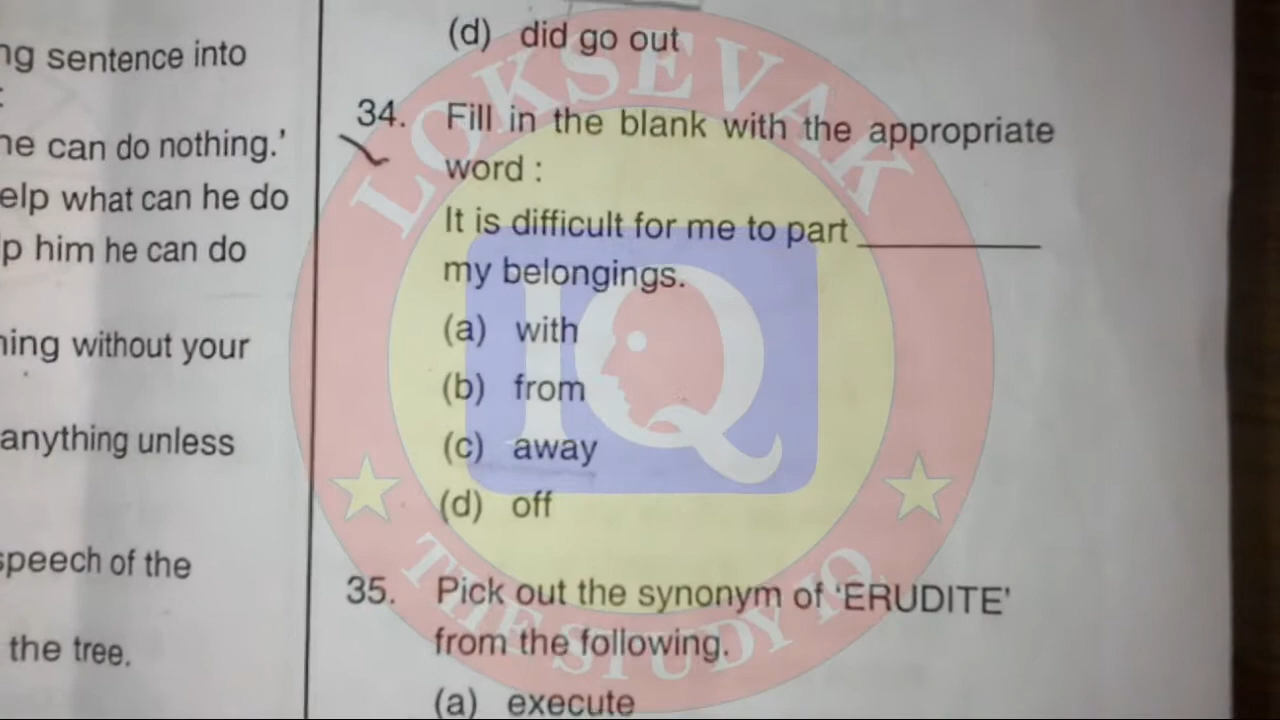 ng sentence into
:
he can do nothing.'
elp what can he do
p him he can do
ning without your
anything unless
speech of the
the tree.
(d) did go out
34. Fill in the blank with the appropriate
word :
It is difficult for me to part ________
my belongings.
(a) with
(b) from
(c) away
(d) off
35. Pick out the synonym of 'ERUDITE'
from the following.
(a) execute
LOKSEVAK
IQ
THE STUDY IQ